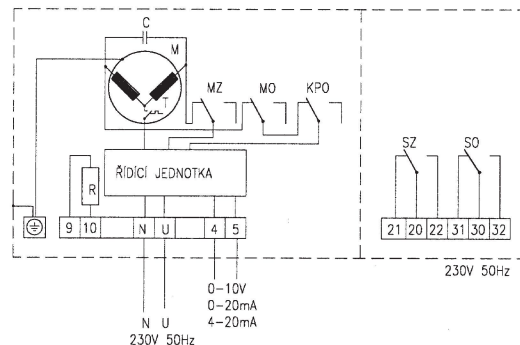 C
M
T
MZ MO KPO
ŘÍDÍCÍ JEDNOTKA
R
SZ SO
9 10 N U 4 5
21 20 22 31 30 32
230V 50Hz
0-10V
0-20mA
4-20mA
N U
230V 50Hz